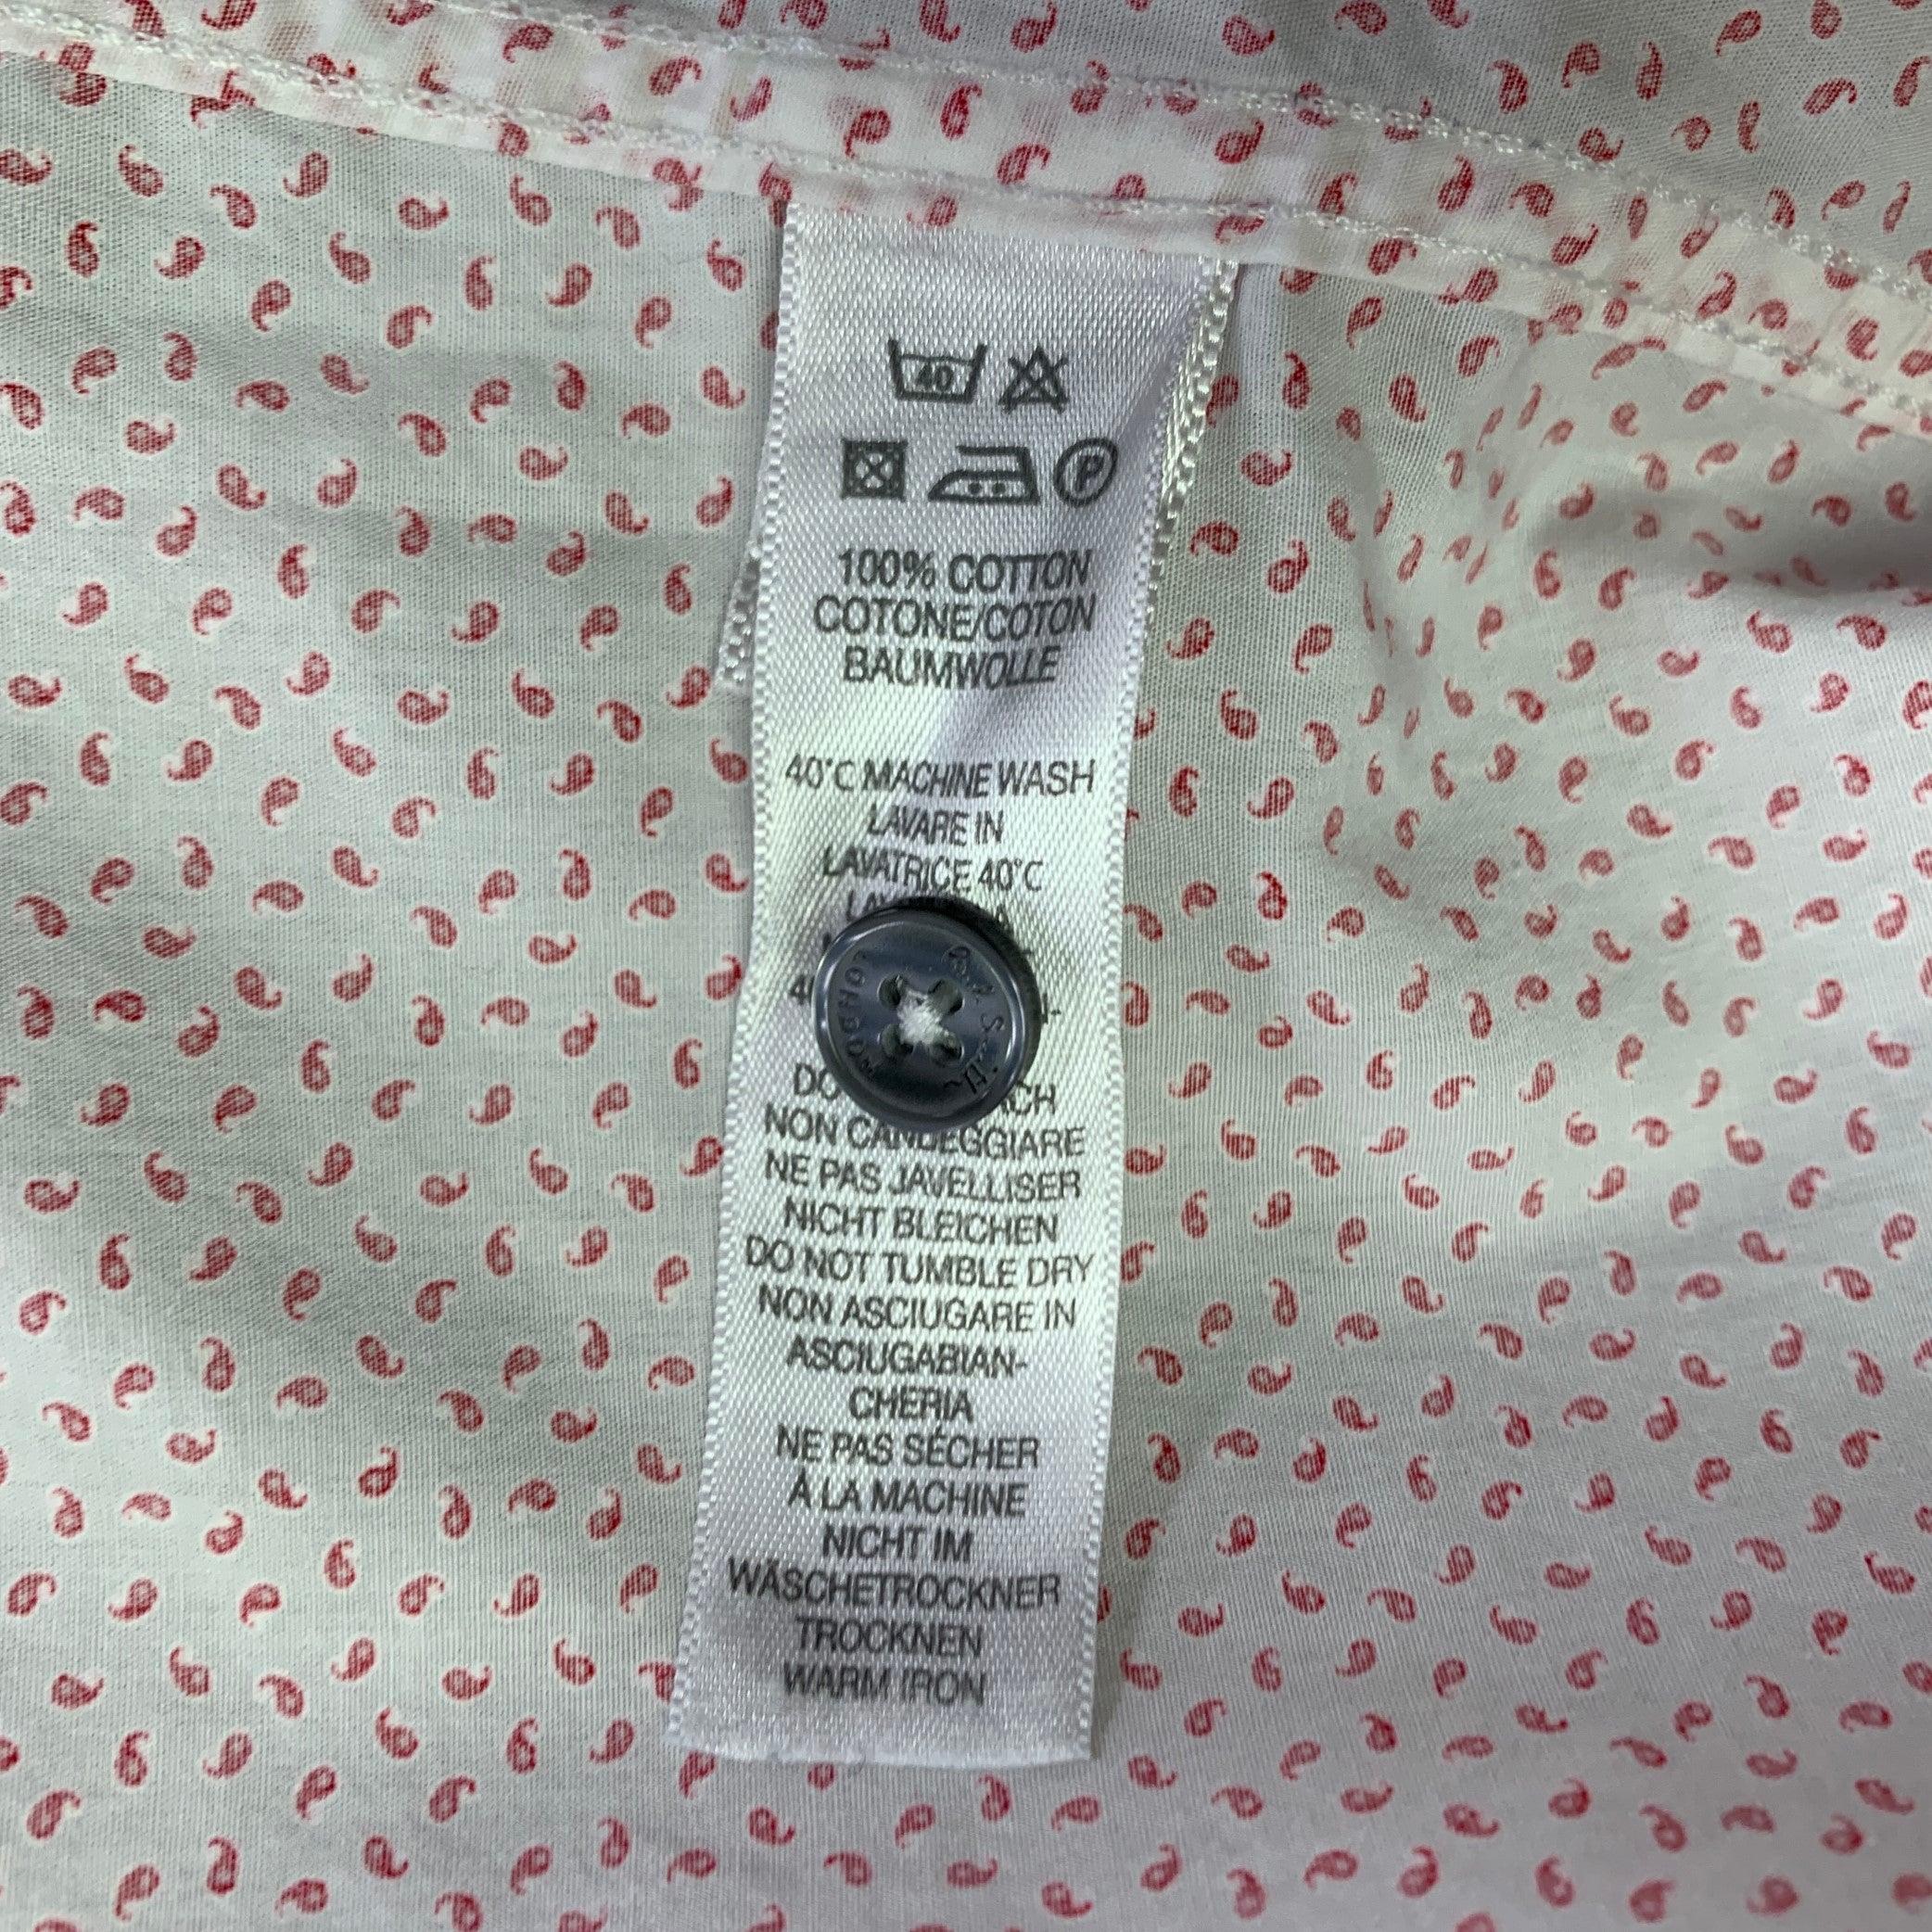 40
P
100% COTTON
COTONE/COTON
BAUMWOLLE
40°C MACHINE WASH
LAVARE IN
LAVATRICE 40°C
LONDON
NON CANDEGGIARE
NE PAS JAVELLISER
NICHT BLEICHEN
DO NOT TUMBLE DRY
NON ASCIUGARE IN
ASCIUGABIAN-
CHERIA
NE PAS SÉCHER
À LA MACHINE
NICHT IM
WÄSCHETROCKNER
TROCKNEN
WARM IRON